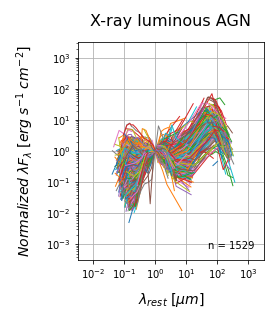 X-ray luminous AGN
Normalized λF_λ [erg s⁻¹ cm⁻²]
10³
10²
10¹
10⁰
10⁻¹
10⁻²
10⁻³
n = 1529
10⁻² 10⁻¹ 10⁰ 10¹ 10² 10³
λ_rest [μm]